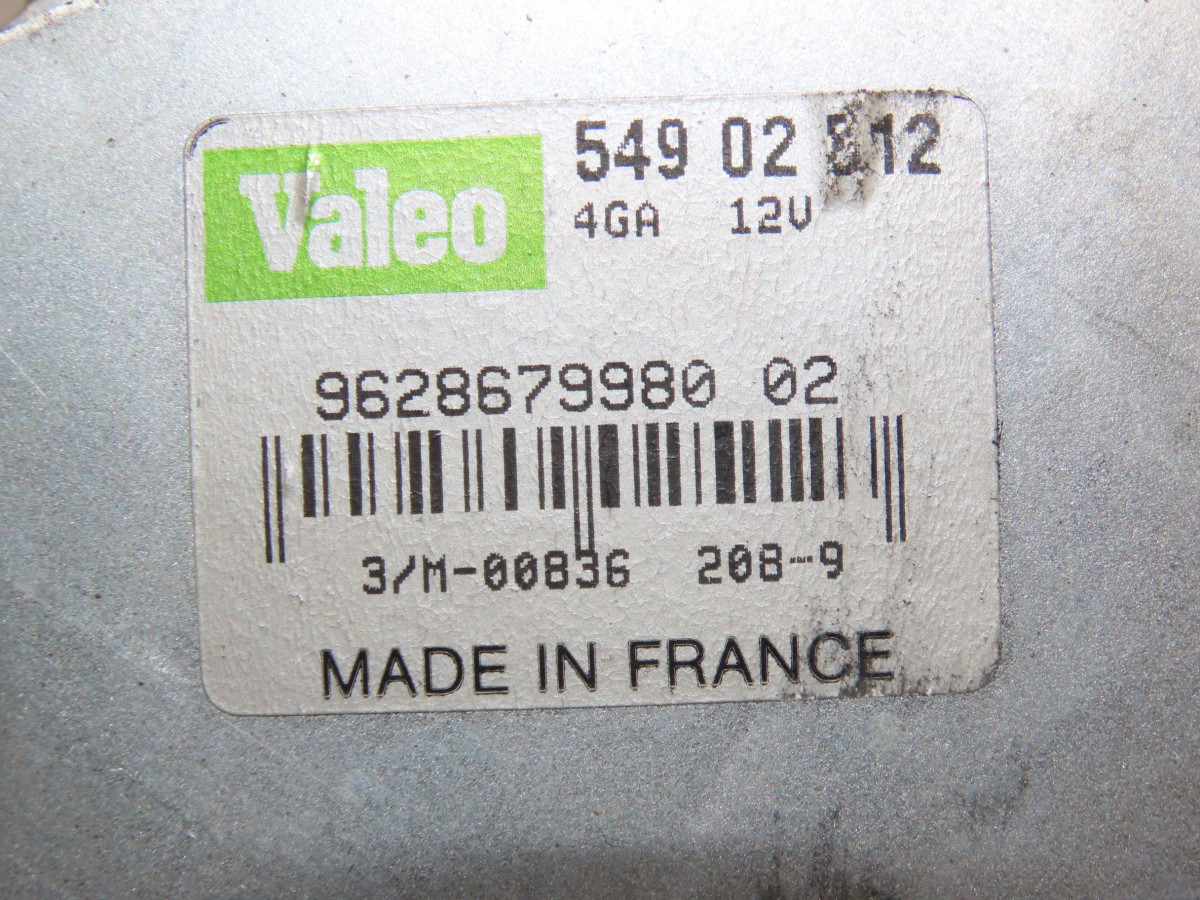 Valeo
549 02
4GA 12V
9628679980 02
3/M-00836 208-9
MADE IN FRANCE